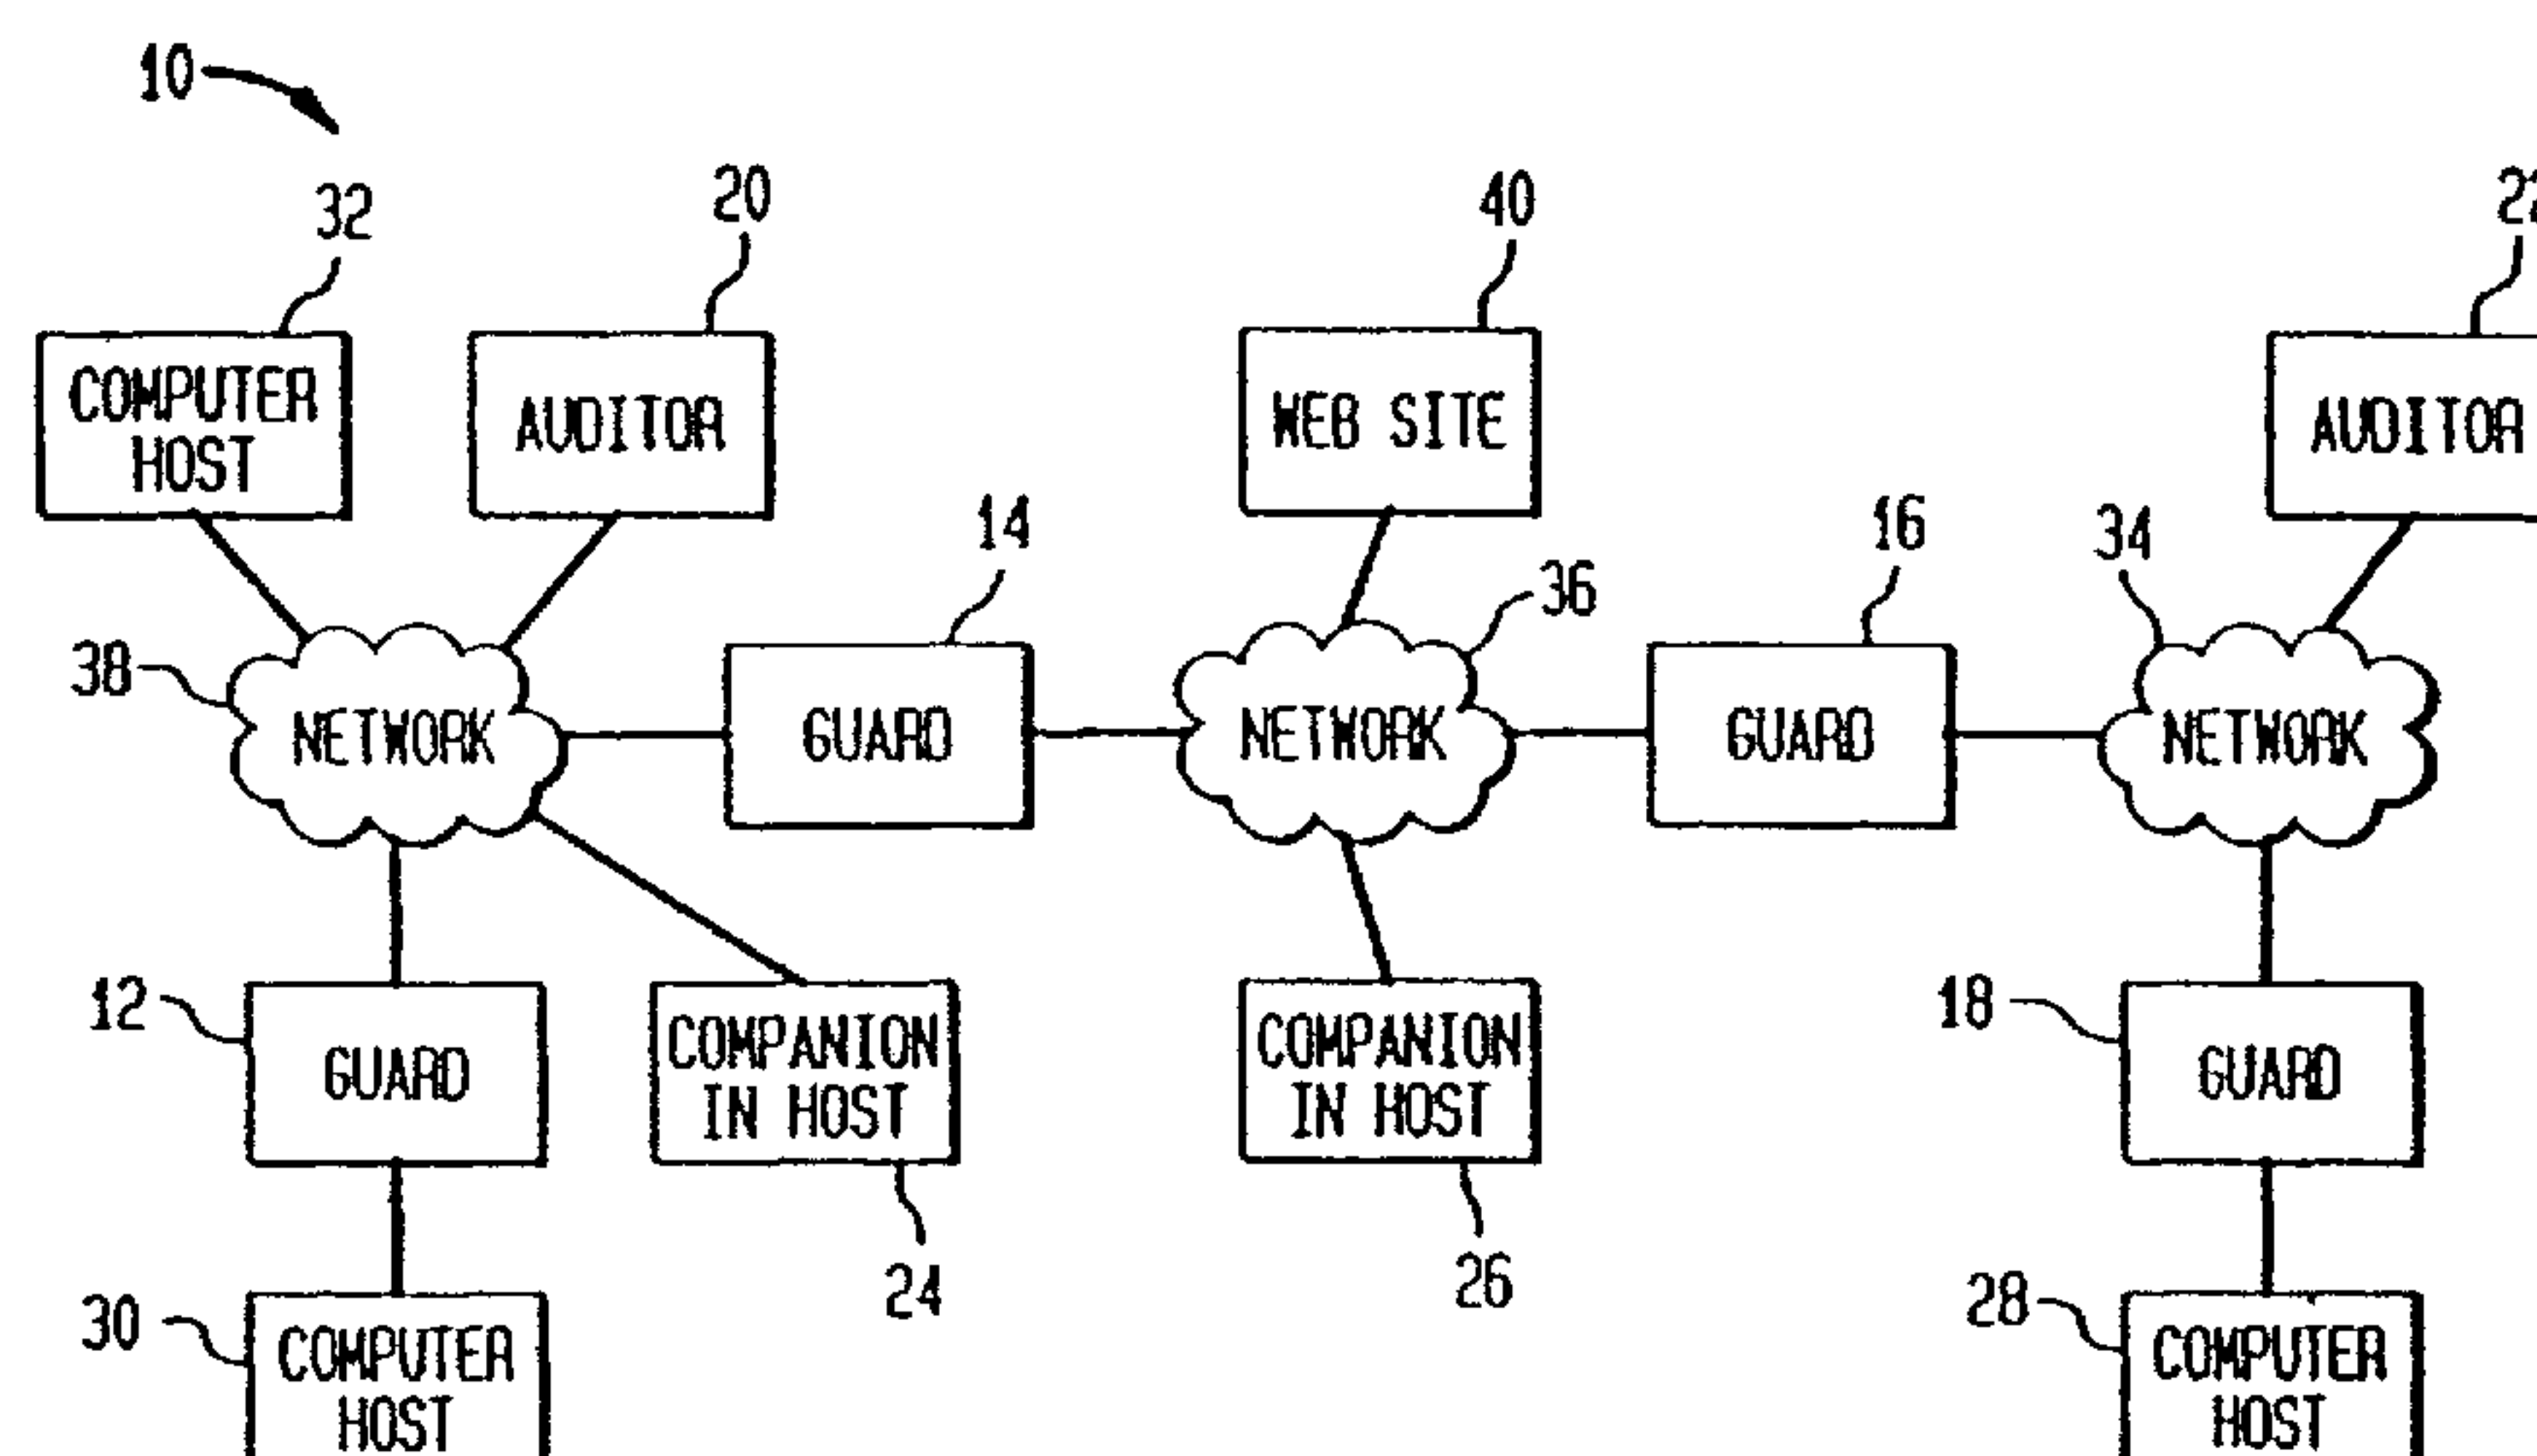 10
32
20
40
22
COMPUTER
HOST
AUDITOR
WEB SITE
AUDITOR
14
36
16
34
38
NETWORK
GUARD
NETWORK
GUARD
NETWORK
12
GUARD
COMPANION
IN HOST
COMPANION
IN HOST
18
GUARD
24
26
30
COMPUTER
HOST
28
COMPUTER
HOST